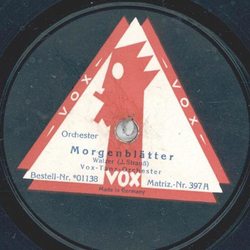 VOX
VOX
Orchester
Morgenblätter
Walzer (J. Strauß)
Vox-Tanz-Orchester
Bestell-Nr. *01138
VOX
Matriz.-Nr. 397 A
Made in Germany